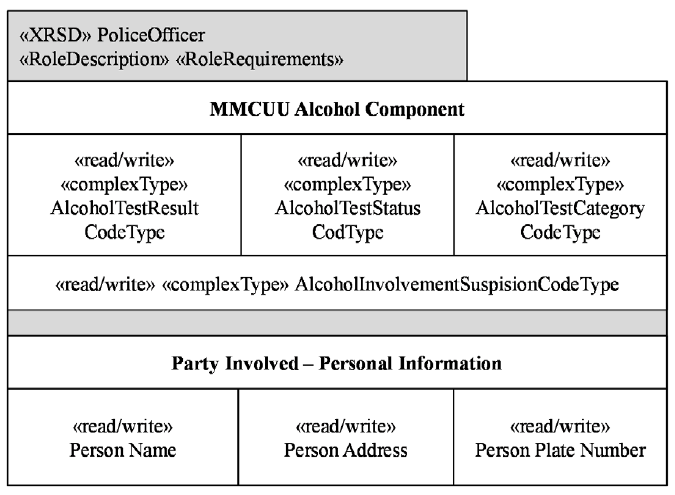 «XRSD» PoliceOfficer
«RoleDescription» «RoleRequirements»
MMCUU Alcohol Component
«read/write»
«complexType»
AlcoholTestResult
CodeType
«read/write»
«complexType»
AlcoholTestStatus
CodType
«read/write»
«complexType»
AlcoholTestCategory
CodeType
«read/write» «complexType» AlcoholInvolvementSuspisionCodeType
Party Involved – Personal Information
«read/write»
Person Name
«read/write»
Person Address
«read/write»
Person Plate Number